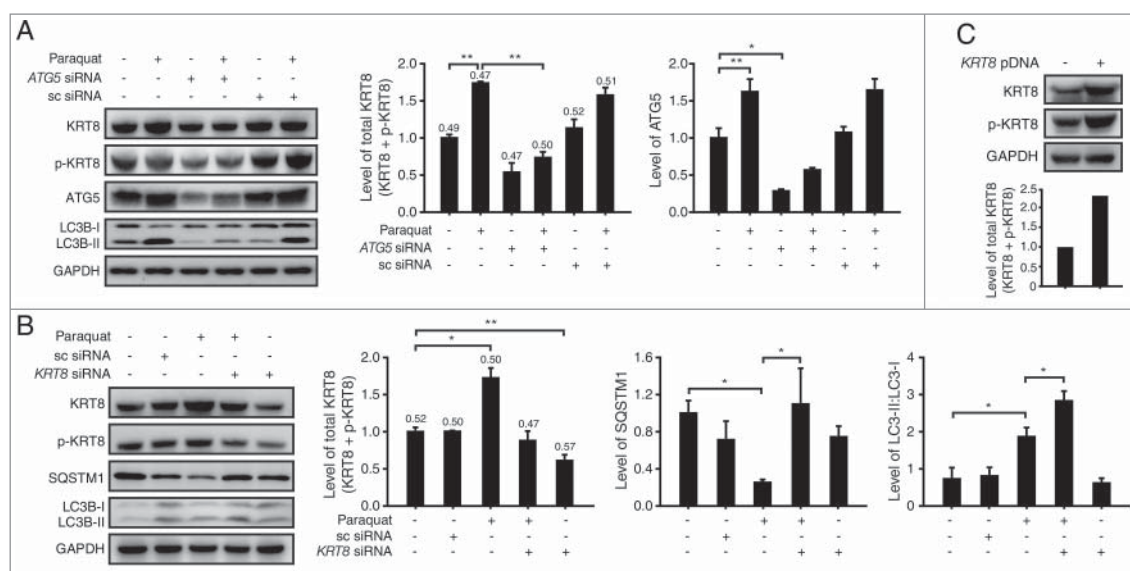 A
Paraquat - + - + - +
ATG5 siRNA - - + + - -
sc siRNA - - - - + +
KRT8
p-KRT8
ATG5
LC3B-I
LC3B-II
GAPDH
Level of total KRT8
(KRT8 + p-KRT8)
2.0
1.5
1.0
0.5
0.0
** **
0.49 0.47 0.47 0.50 0.52 0.51
Paraquat - + - + - +
ATG5 siRNA - - + + - -
sc siRNA - - - - + +
Level of ATG5
2.0
1.5
1.0
0.5
0.0
*
**
- + - + - +
- - + + - -
- - - - + +
C
KRT8 pDNA - +
KRT8
p-KRT8
GAPDH
Level of total KRT8
(KRT8 + p-KRT8)
2.5
2.0
1.5
1.0
0.5
0
B
Paraquat - - + + -
sc siRNA - + - - -
KRT8 siRNA - - - + +
KRT8
p-KRT8
SQSTM1
LC3B-I
LC3B-II
GAPDH
Level of total KRT8
(KRT8 + p-KRT8)
2.0
1.5
1.0
0.5
0.0
**
*
0.52 0.50 0.50 0.47 0.57
Paraquat - - + + -
sc siRNA - + - - -
KRT8 siRNA - - - + +
Level of SQSTM1
1.6
1.2
0.8
0.4
0.0
* *
- - + + -
- + - - -
- - - + +
Level of LC3-II:LC3-I
4
3
2
1
0
* *
- - + + -
- + - - -
- - - + +